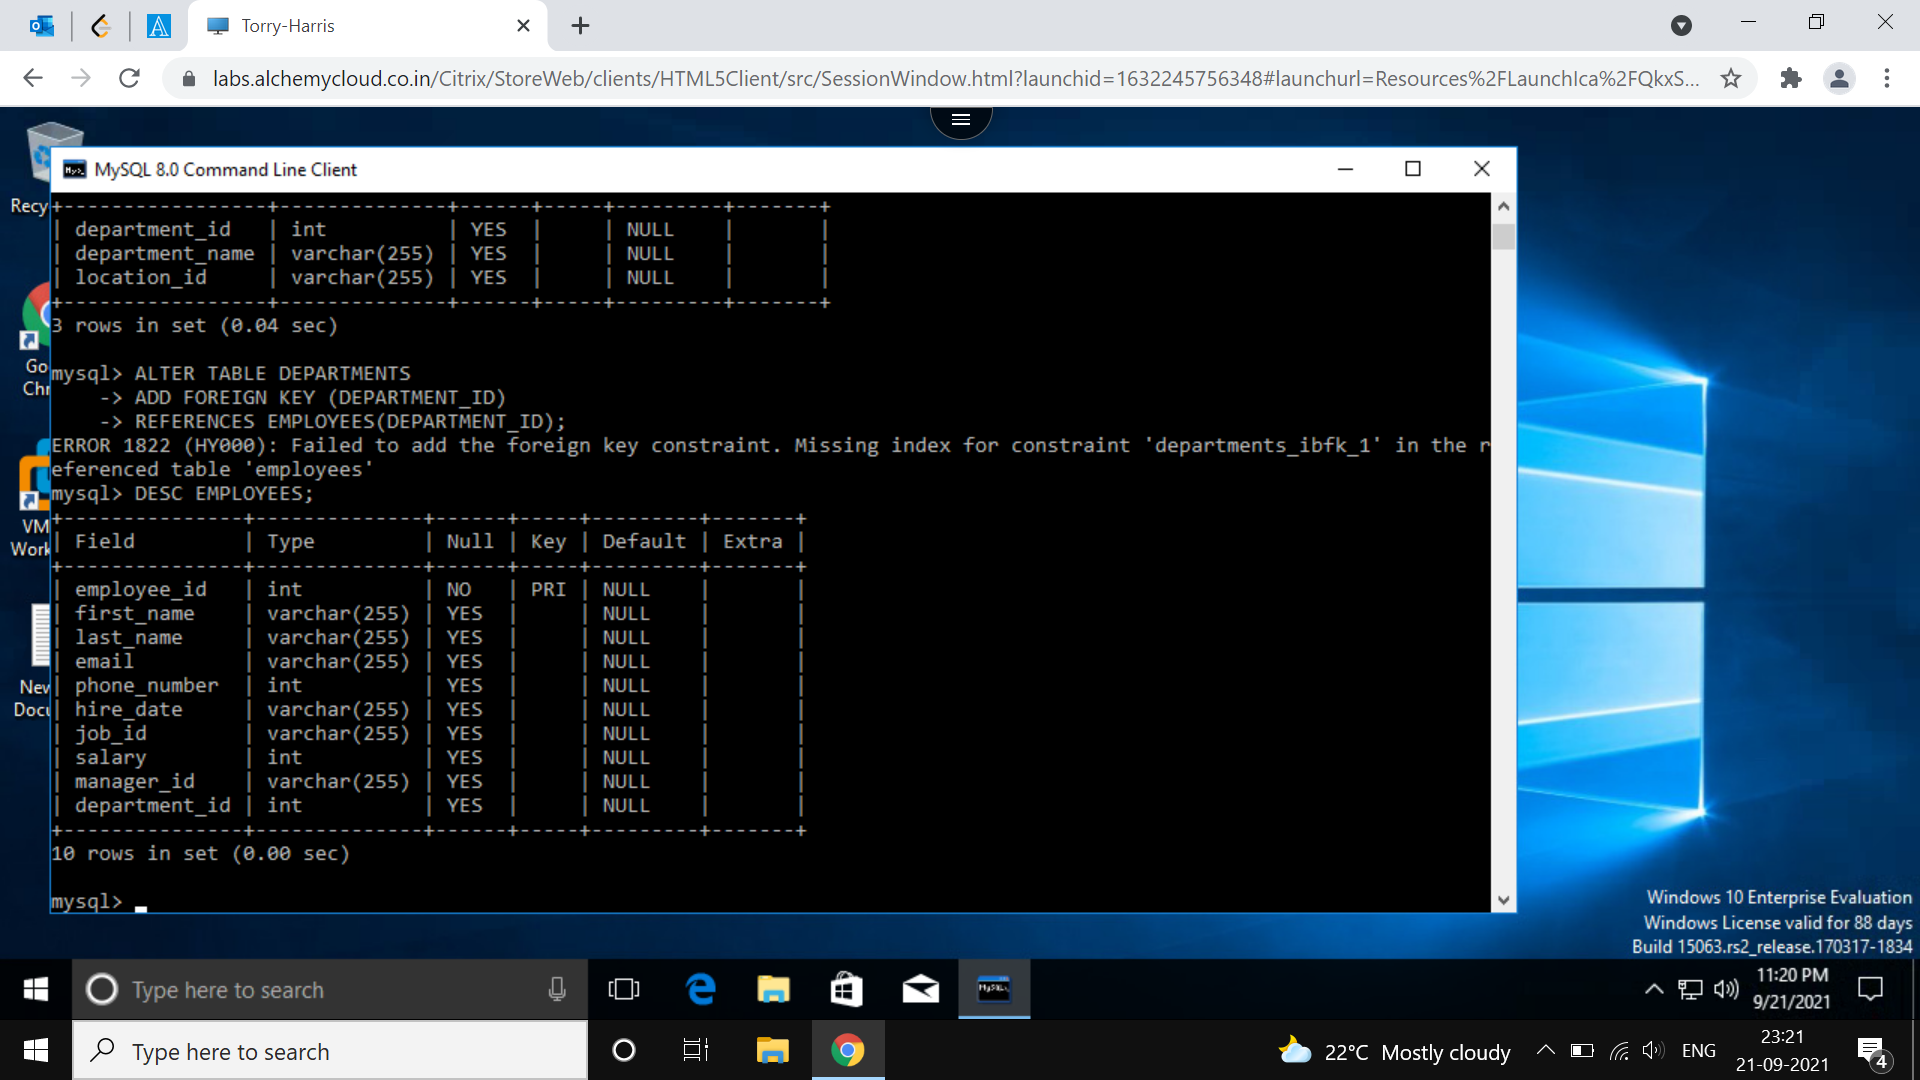 Torry-Harris
labs.alchemycloud.co.in/Citrix/StoreWeb/clients/HTML5Client/src/SessionWindow.html?launchid=1632245756348#launchurl=Resources%2FLaunchIca%2FQkxS...
MySQL 8.0 Command Line Client
Recy
+-----------------+--------------+------+-----+---------+-------+
| department_id   | int          | YES  |     | NULL    |       |
| department_name | varchar(255) | YES  |     | NULL    |       |
| location_id     | varchar(255) | YES  |     | NULL    |       |
+-----------------+--------------+------+-----+---------+-------+
3 rows in set (0.04 sec)
Go
Chr
mysql> ALTER TABLE DEPARTMENTS
    -> ADD FOREIGN KEY (DEPARTMENT_ID)
    -> REFERENCES EMPLOYEES(DEPARTMENT_ID);
ERROR 1822 (HY000): Failed to add the foreign key constraint. Missing index for constraint 'departments_ibfk_1' in the r
eferenced table 'employees'
mysql> DESC EMPLOYEES;
VM
Work
+---------------+--------------+------+-----+---------+-------+
| Field         | Type         | Null | Key | Default | Extra |
+---------------+--------------+------+-----+---------+-------+
| employee_id   | int          | NO   | PRI | NULL    |       |
| first_name    | varchar(255) | YES  |     | NULL    |       |
| last_name     | varchar(255) | YES  |     | NULL    |       |
| email         | varchar(255) | YES  |     | NULL    |       |
| phone_number  | int          | YES  |     | NULL    |       |
| hire_date     | varchar(255) | YES  |     | NULL    |       |
| job_id        | varchar(255) | YES  |     | NULL    |       |
| salary        | int          | YES  |     | NULL    |       |
| manager_id    | varchar(255) | YES  |     | NULL    |       |
| department_id | int          | YES  |     | NULL    |       |
+---------------+--------------+------+-----+---------+-------+
10 rows in set (0.00 sec)
New
Docu
mysql>
Windows 10 Enterprise Evaluation
Windows License valid for 88 days
Build 15063.rs2_release.170317-1834
Type here to search
11:20 PM
9/21/2021
Type here to search
22°C Mostly cloudy
ENG
23:21
21-09-2021
4